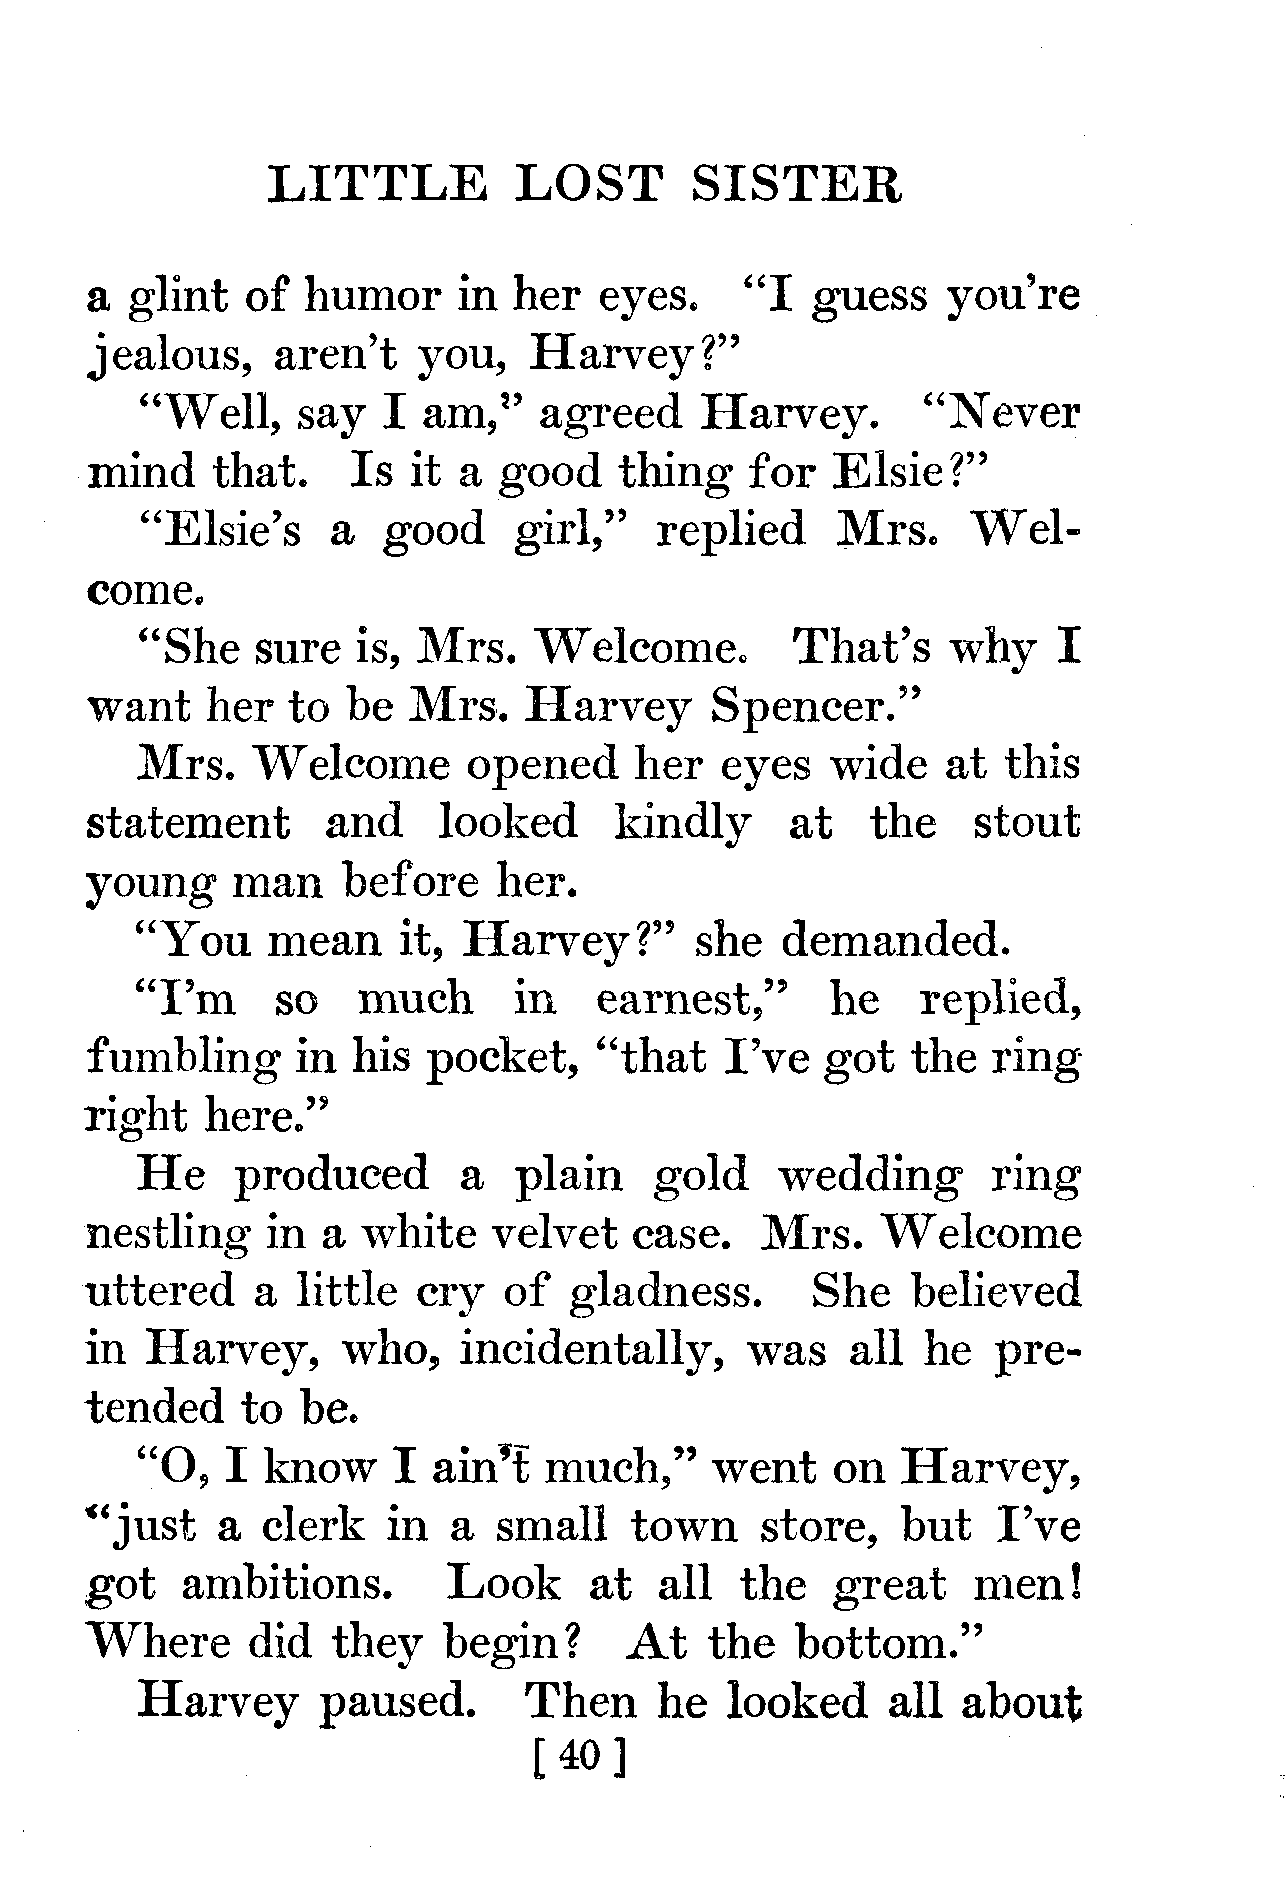 LITTLE LOST SISTER
a glint of humor in her eyes. “I guess you’re
jealous, aren’t you, Harvey?”
“Well, say I am,” agreed Harvey. “Never
mind that. Is it a good thing for Elsie?”
“Elsie’s a good girl,” replied Mrs. Wel-
come.
“She sure is, Mrs. Welcome. That’s why I
want her to be Mrs. Harvey Spencer.”
Mrs. Welcome opened her eyes wide at this
statement and looked kindly at the stout
young man before her.
“You mean it, Harvey?” she demanded.
“I’m so much in earnest,” he replied,
fumbling in his pocket, “that I’ve got the ring
right here.”
He produced a plain gold wedding ring
nestling in a white velvet case. Mrs. Welcome
uttered a little cry of gladness. She believed
in Harvey, who, incidentally, was all he pre-
tended to be.
“O, I know I ain’t much,” went on Harvey,
“just a clerk in a small town store, but I’ve
got ambitions. Look at all the great men!
Where did they begin? At the bottom.”
Harvey paused. Then he looked all about
[ 40 ]